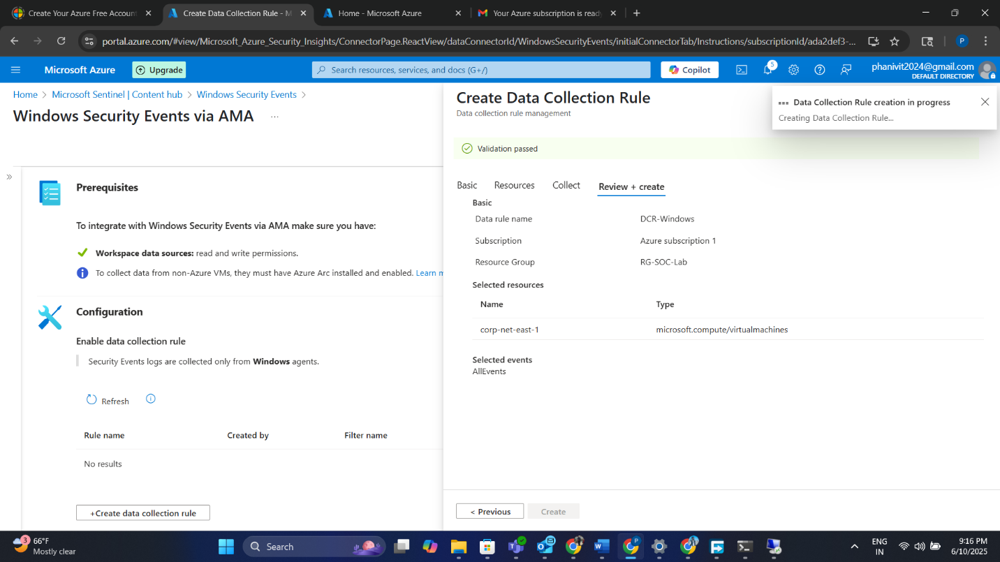 Create Your Azure Free Account
Create Data Collection Rule - M
Home - Microsoft Azure
Your Azure subscription is ready
portal.azure.com/#view/Microsoft_Azure_Security_Insights/ConnectorPage.ReactView/dataConnectorId/WindowsSecurityEvents/initialConnectorTab/Instructions/subscriptionId/ada2def3-...
P
Microsoft Azure
Upgrade
Search resources, services, and docs (G+/)
Copilot
5
phanivit2024@gmail.com
DEFAULT DIRECTORY
Home > Microsoft Sentinel | Content hub > Windows Security Events >
Windows Security Events via AMA ...
Prerequisites
To integrate with Windows Security Events via AMA make sure you have:
Workspace data sources: read and write permissions.
To collect data from non-Azure VMs, they must have Azure Arc installed and enabled. Learn m
Configuration
Enable data collection rule
Security Events logs are collected only from Windows agents.
Refresh
Rule name Created by Filter name
No results
+Create data collection rule
Create Data Collection Rule
Data collection rule management
Data Collection Rule creation in progress
Creating Data Collection Rule...
Validation passed
Basic Resources Collect Review + create
Basic
Data rule name DCR-Windows
Subscription Azure subscription 1
Resource Group RG-SOC-Lab
Selected resources
Name Type
corp-net-east-1 microsoft.compute/virtualmachines
Selected events
AllEvents
< Previous Create
3
66°F
Mostly clear
Search
P
ENG
IN
9:16 PM
6/10/2025